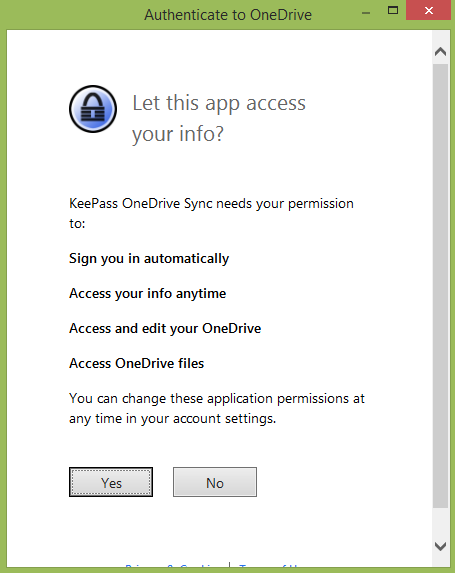 Authenticate to OneDrive
Let this app access
your info?
KeePass OneDrive Sync needs your permission
to:
Sign you in automatically
Access your info anytime
Access and edit your OneDrive
Access OneDrive files
You can change these application permissions at
any time in your account settings.
Yes No